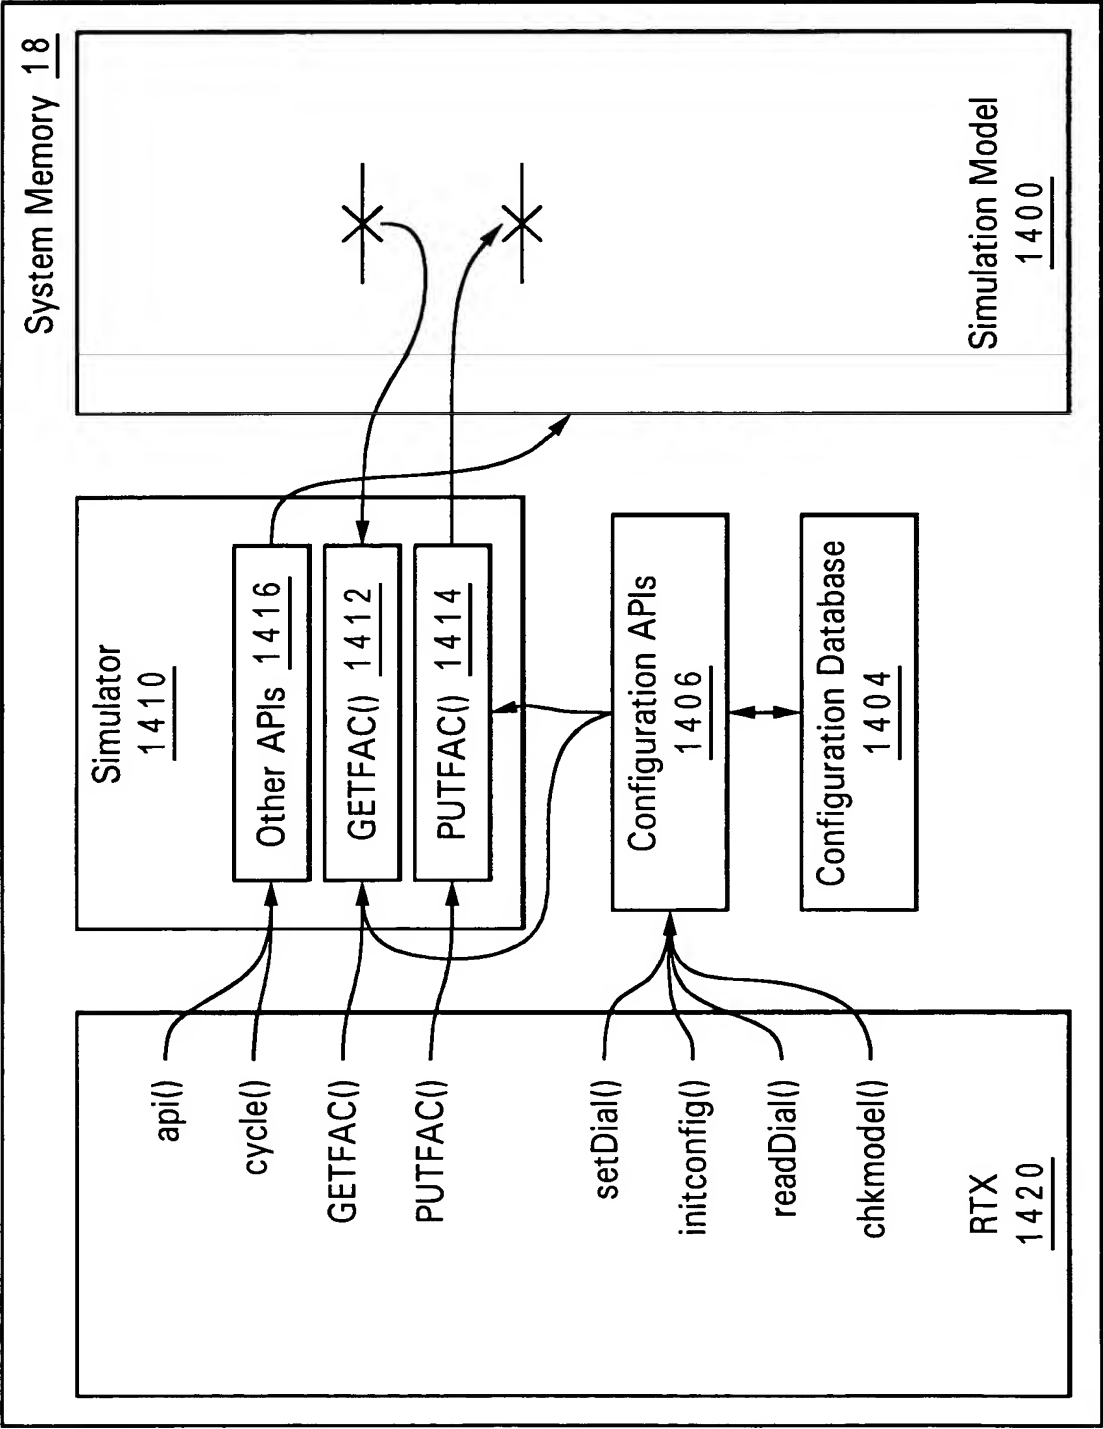 System Memory 18
RTX
1420
api()
cycle()
GETFAC()
PUTFAC()
setDial()
initconfig()
readDial()
chkmodel()
Simulator
1410
Other APIs 1416
GETFAC() 1412
PUTFAC() 1414
Configuration APIs
1406
Configuration Database
1404
Simulation Model
1400